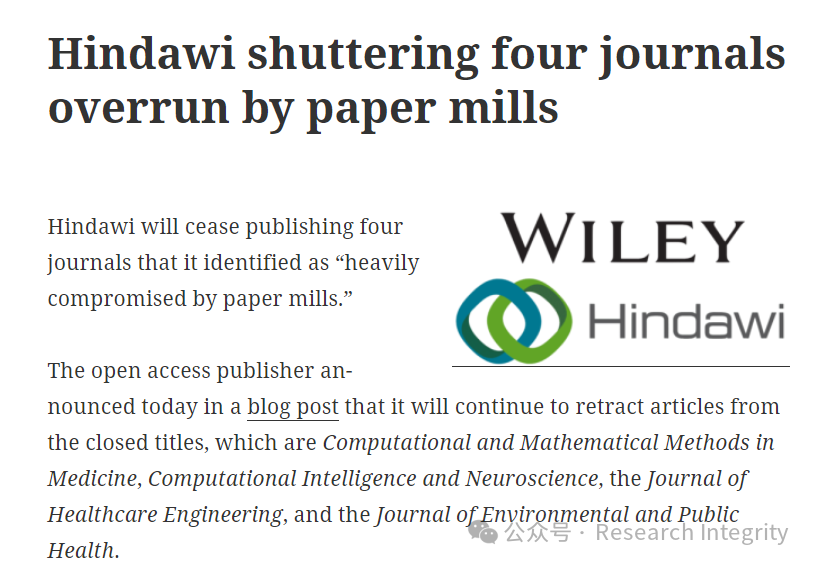 Hindawi shuttering four journals
overrun by paper mills
Hindawi will cease publishing four
journals that it identified as “heavily
compromised by paper mills.”
WILEY
Hindawi
The open access publisher an-
nounced today in a blog post that it will continue to retract articles from
the closed titles, which are Computational and Mathematical Methods in
Medicine, Computational Intelligence and Neuroscience, the Journal of
Healthcare Engineering, and the Journal of Environmental and Public
Health.
公众号 · Research Integrity